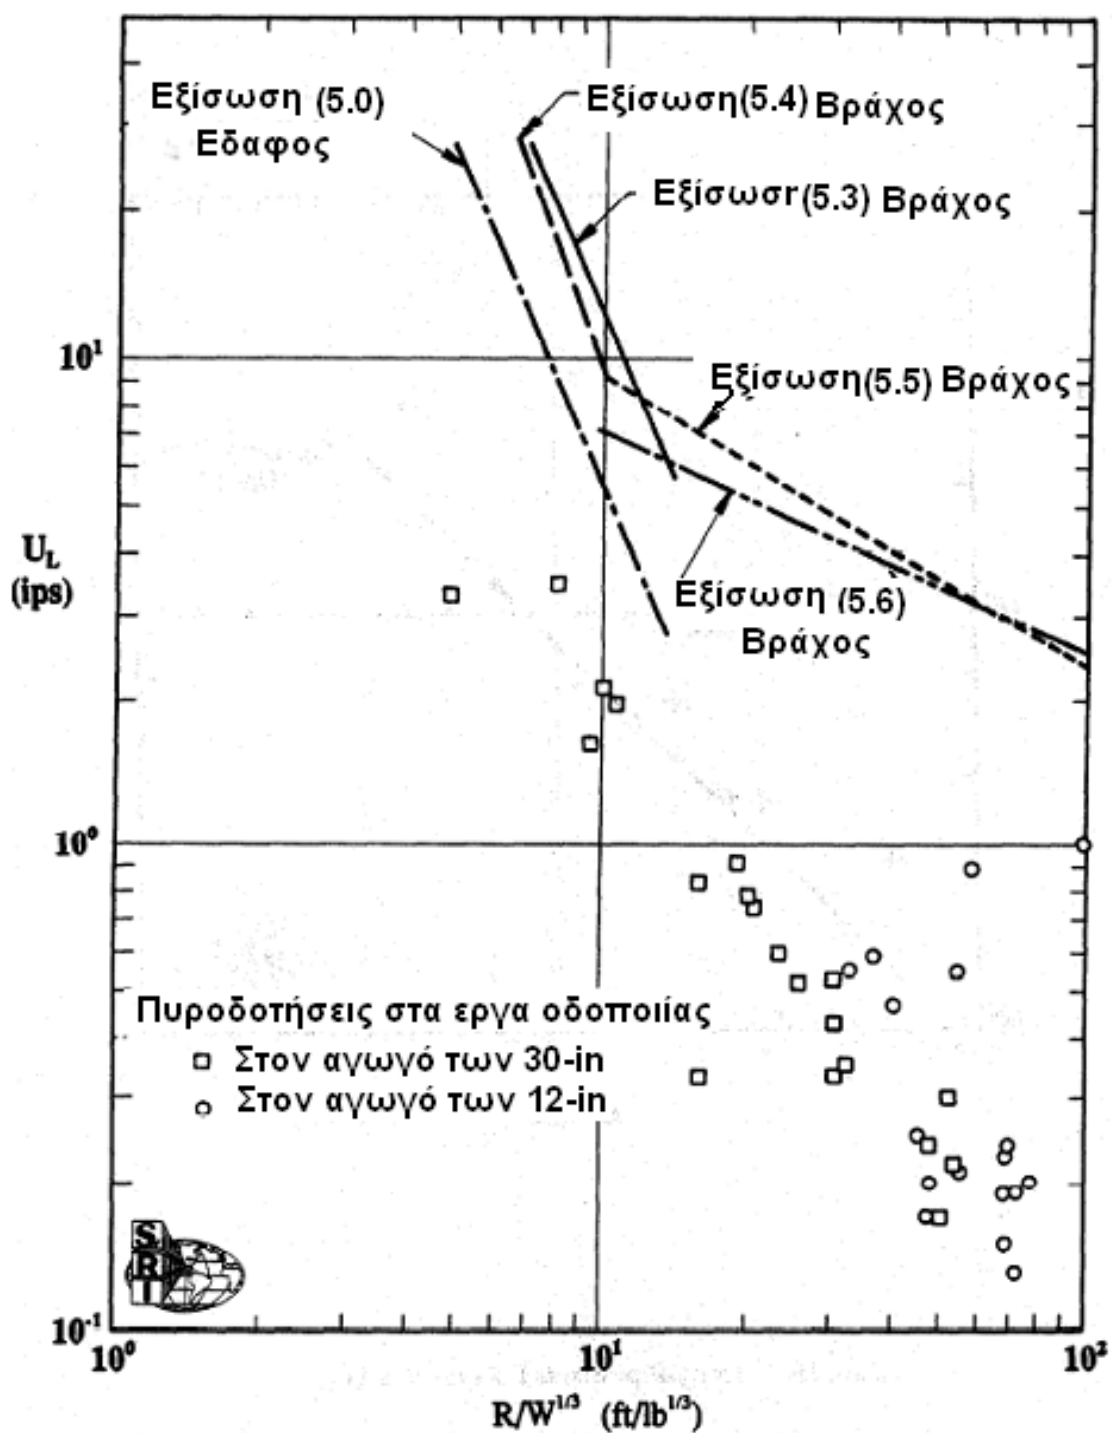 Εξίσωση (5.0)
Εδαφος
Εξίσωση(5.4) Βράχος
Εξίσωσr(5.3) Βράχος
10¹
Εξίσωση(5.5) Βράχος
U_L
(ips)
Εξίσωση (5.6)
Βράχος
10⁰
Πυροδοτήσεις στα εργα οδοποιίας
Στον αγωγό των 30-in
Στον αγωγό των 12-in
S
R
I
10⁻¹
10⁰
10¹
10²
R/W^1/3 (ft/lb^1/3)